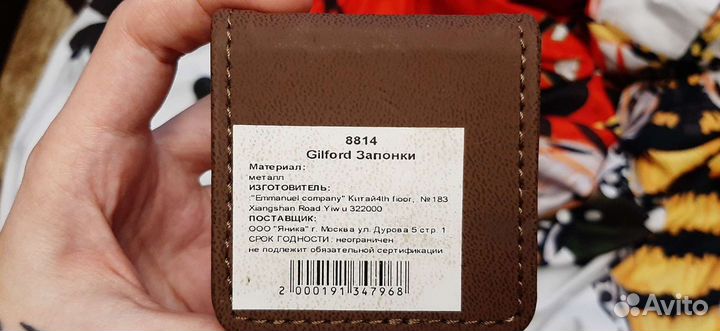 8814
Gilford Запонки
Материал:
металл
ИЗГОТОВИТЕЛЬ:
:"Emmanuel company" Китай4th floor, №183
Xiangshan Road Yiwu 322000
ПОСТАВЩИК:
ООО "Яника" г. Москва ул. Дурова 5 стр. 1
СРОК ГОДНОСТИ: неограничен
не подлежит обязательной сертификации
2 000191 347968
Avito